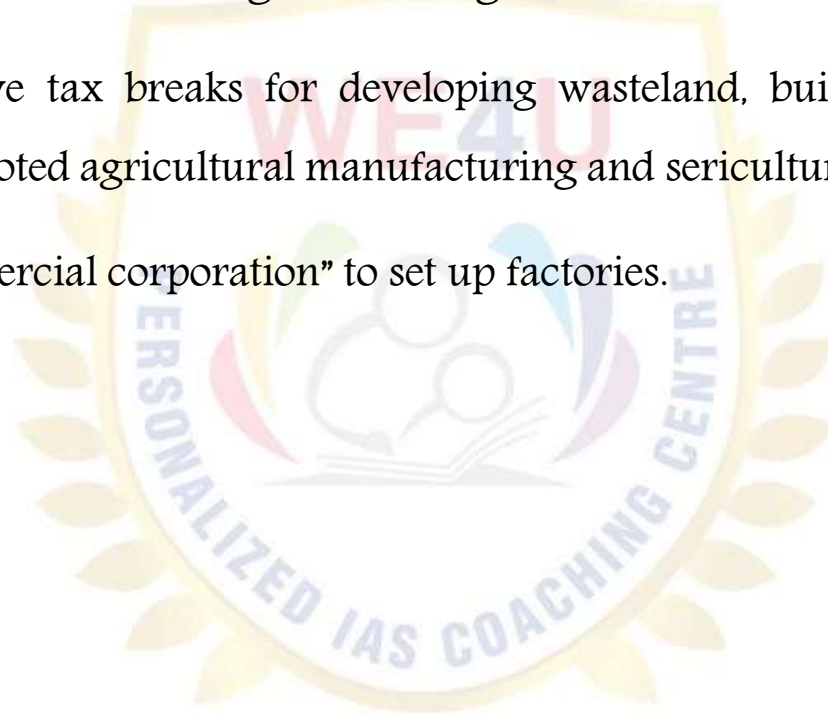 ve tax breaks for developing wasteland, bui
WE4U
oted agricultural manufacturing and sericultur
ercial corporation” to set up factories.
PERSONALIZED IAS COACHING CENTRE